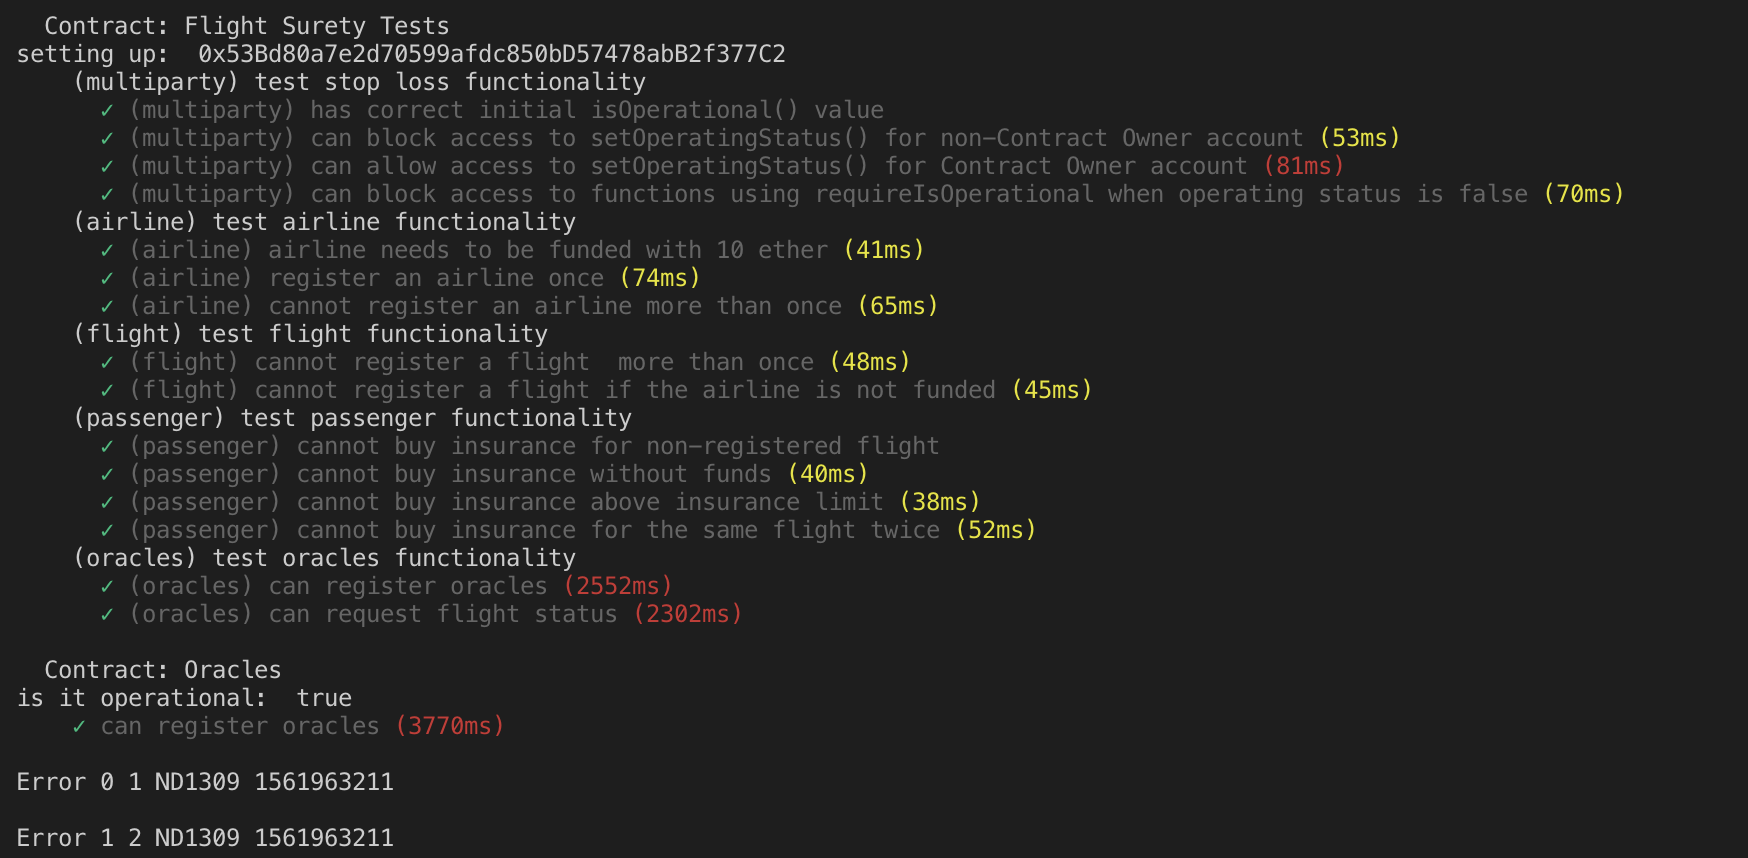 Contract: Flight Surety Tests
setting up:  0x53Bd80a7e2d70599afdc850bD57478abB2f377C2
(multiparty) test stop loss functionality
✓ (multiparty) has correct initial isOperational() value
✓ (multiparty) can block access to setOperatingStatus() for non-Contract Owner account (53ms)
✓ (multiparty) can allow access to setOperatingStatus() for Contract Owner account (81ms)
✓ (multiparty) can block access to functions using requireIsOperational when operating status is false (70ms)
(airline) test airline functionality
✓ (airline) airline needs to be funded with 10 ether (41ms)
✓ (airline) register an airline once (74ms)
✓ (airline) cannot register an airline more than once (65ms)
(flight) test flight functionality
✓ (flight) cannot register a flight  more than once (48ms)
✓ (flight) cannot register a flight if the airline is not funded (45ms)
(passenger) test passenger functionality
✓ (passenger) cannot buy insurance for non-registered flight
✓ (passenger) cannot buy insurance without funds (40ms)
✓ (passenger) cannot buy insurance above insurance limit (38ms)
✓ (passenger) cannot buy insurance for the same flight twice (52ms)
(oracles) test oracles functionality
✓ (oracles) can register oracles (2552ms)
✓ (oracles) can request flight status (2302ms)
Contract: Oracles
is it operational:  true
✓ can register oracles (3770ms)
Error 0 1 ND1309 1561963211
Error 1 2 ND1309 1561963211